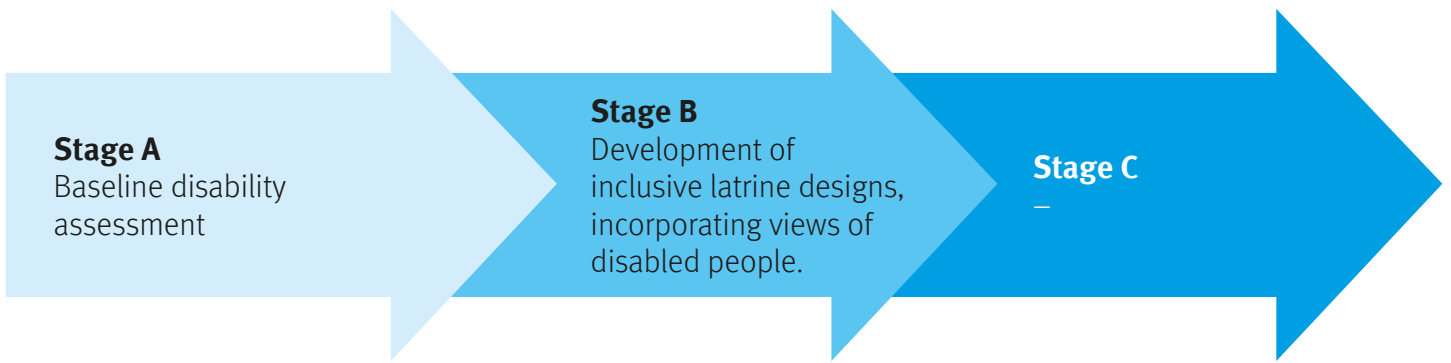 Stage A
Baseline disability
assessment
Stage B
Development of
inclusive latrine designs,
incorporating views of
disabled people.
Stage C
–